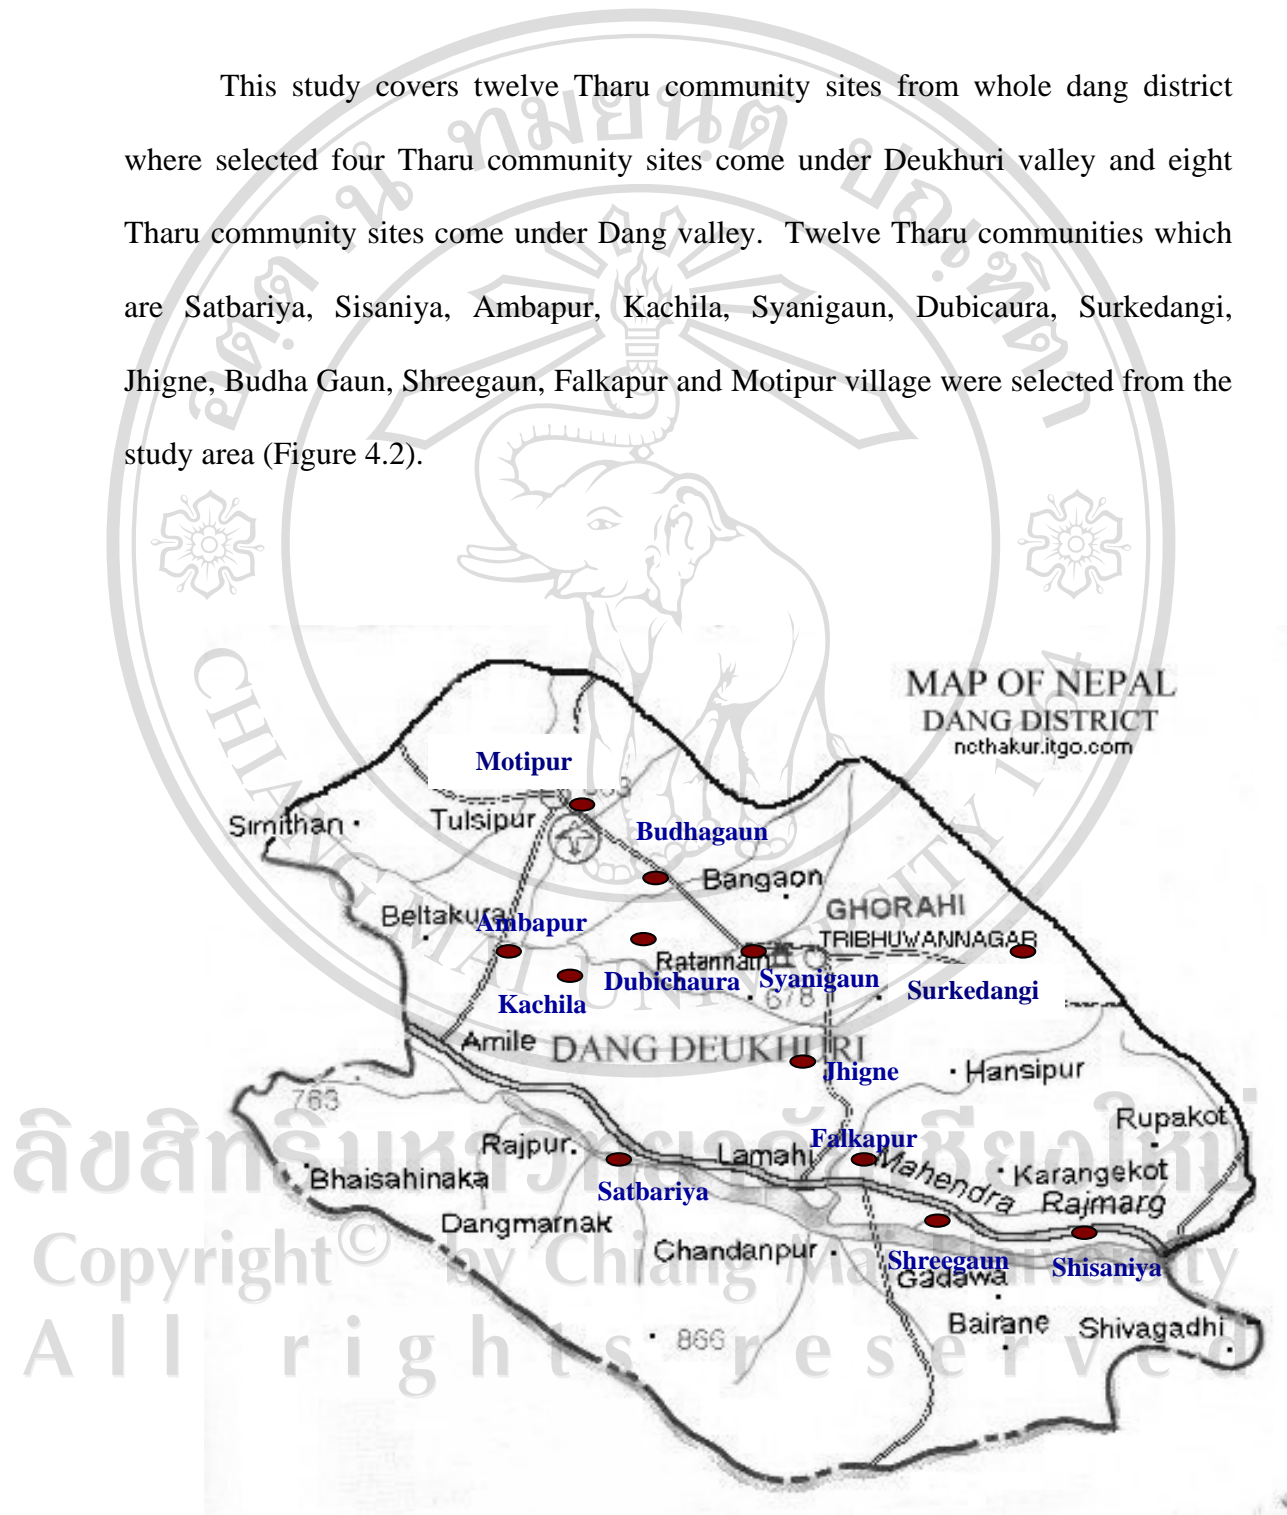 This study covers twelve Tharu community sites from whole dang district
where selected four Tharu community sites come under Deukhuri valley and eight
Tharu community sites come under Dang valley. Twelve Tharu communities which
are Satbariya, Sisaniya, Ambapur, Kachila, Syanigaun, Dubicaura, Surkedangi,
Jhigne, Budha Gaun, Shreegaun, Falkapur and Motipur village were selected from the
study area (Figure 4.2).
MAP OF NEPAL
DANG DISTRICT
ncthakur.itgo.com
Motipur
Simithan
Tulsipur
Budhagaun
Bangaon
Beltakura
Ambapur
GHORAHI
TRIBHUWANNAGAR
Ratannath
Dubichaura
Syanigaun
Surkedangi
Kachila
678
Amile
DANG DEUKHURI
Jhigne
Hansipur
763
Rupakot
Rajpur
Lamahi
Falkapur
Mahendra
Rajmarg
Karangekot
Bhaisahinaka
Satbariya
Dangmarnak
Chandanpur
Shreegaun
Shisaniya
Gadawa
Bairane
Shivagadhi
866
ลิขสิทธิ์มหาวิทยาลัยเชียงใหม่
Copyright © by Chiang Mai University
All rights reserved
CHIANG MAI UNIVERSITY 1964